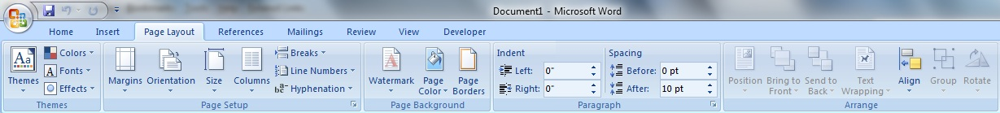 Document1 - Microsoft Word
Home Insert Page Layout References Mailings Review View Developer
Aa Themes Colors Fonts Effects
Themes
Margins Orientation Size Columns Breaks Line Numbers Hyphenation
Page Setup
Watermark Page Color Page Borders
Page Background
Indent Left: 0" Right: 0"
Spacing Before: 0 pt After: 10 pt
Paragraph
Position Bring to Front Send to Back Text Wrapping Align Group Rotate
Arrange